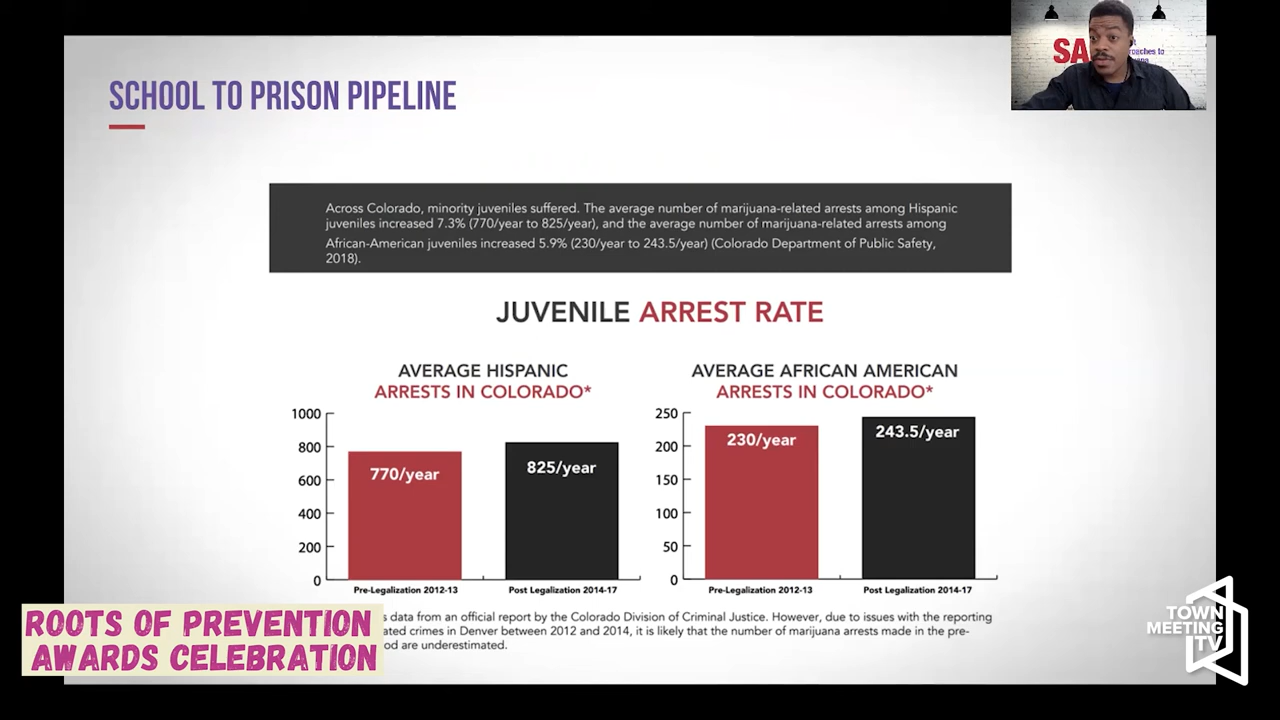 SCHOOL TO PRISON PIPELINE
SA
roaches to
Across Colorado, minority juveniles suffered. The average number of marijuana-related arrests among Hispanic
juveniles increased 7.3% (770/year to 825/year), and the average number of marijuana-related arrests among
African-American juveniles increased 5.9% (230/year to 243.5/year) (Colorado Department of Public Safety,
2018).
JUVENILE ARREST RATE
AVERAGE HISPANIC
ARRESTS IN COLORADO*
1000
800
600
400
200
0
770/year
825/year
Pre-Legalization 2012-13
Post Legalization 2014-17
AVERAGE AFRICAN AMERICAN
ARRESTS IN COLORADO*
250
200
150
100
50
0
230/year
243.5/year
Pre-Legalization 2012-13
Post Legalization 2014-17
s data from an official report by the Colorado Division of Criminal Justice. However, due to issues with the reporting
ated crimes in Denver between 2012 and 2014, it is likely that the number of marijuana arrests made in the pre-
od are underestimated.
ROOTS OF PREVENTION
AWARDS CELEBRATION
TOWN
MEETING
TV